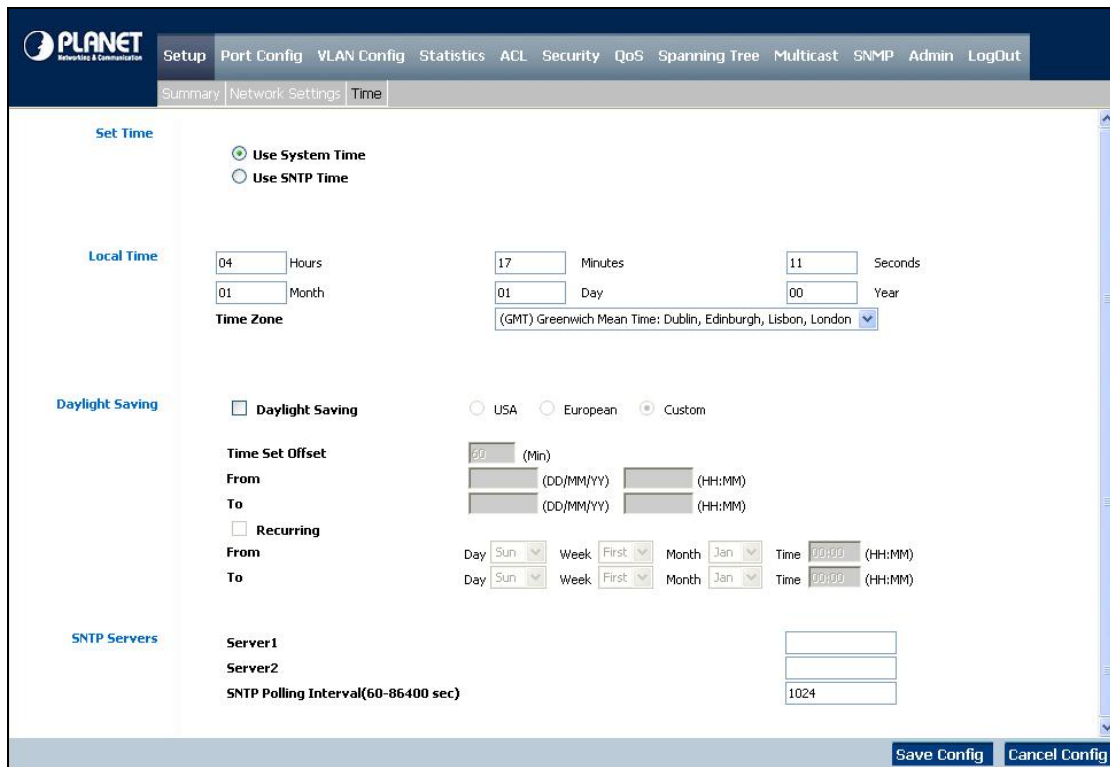 PLANET
Networking & Communication
Setup Port Config VLAN Config Statistics ACL Security QoS Spanning Tree Multicast SNMP Admin LogOut
Summary Network Settings Time
Set Time
Use System Time
Use SNTP Time
Local Time
04 Hours 17 Minutes 11 Seconds
01 Month 01 Day 00 Year
Time Zone (GMT) Greenwich Mean Time: Dublin, Edinburgh, Lisbon, London
Daylight Saving Daylight Saving USA European Custom
Time Set Offset 60 (Min)
From (DD/MM/YY) (HH:MM)
To (DD/MM/YY) (HH:MM)
Recurring
From Day Sun Week First Month Jan Time 00:00 (HH:MM)
To Day Sun Week First Month Jan Time 00:00 (HH:MM)
SNTP Servers
Server1
Server2
SNTP Polling Interval(60-86400 sec) 1024
Save Config Cancel Config